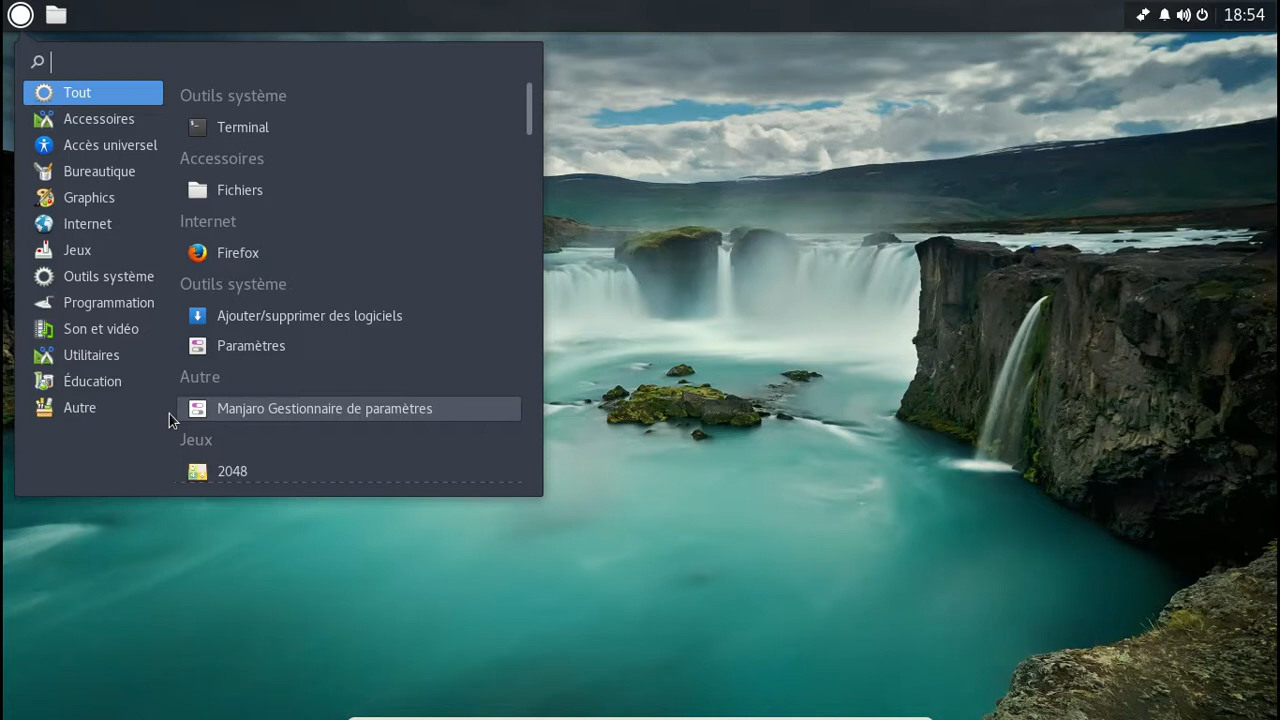 18:54
Tout
Accessoires
Accès universel
Bureautique
Graphics
Internet
Jeux
Outils système
Programmation
Son et vidéo
Utilitaires
Éducation
Autre
Outils système
Terminal
Accessoires
Fichiers
Internet
Firefox
Outils système
Ajouter/supprimer des logiciels
Paramètres
Autre
Manjaro Gestionnaire de paramètres
Jeux
2048